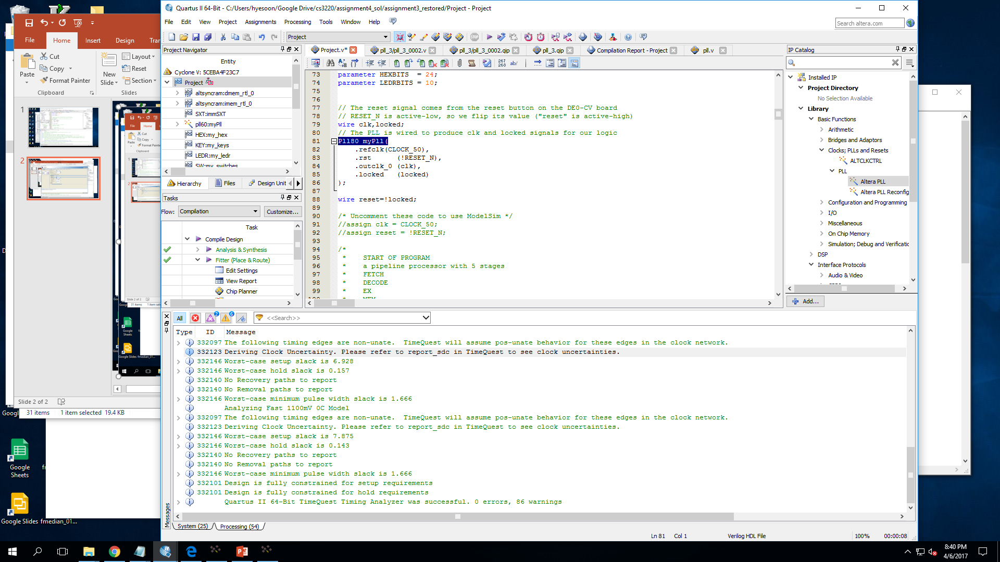 Quartus II 64-Bit - C:/Users/hyesoon/Google Drive/cs3220/assignment4_sol/assignment3_restored/Project - Project
File Edit View Project Assignments Processing Tools Window Help
Search altera.com
Project
File Home Insert Design Tran
Paste
Cut
Copy
Format Painter
Clipboard
New Slide
Layout
Reset
Section
Slides
1
2
Slide 2 of 2
31 items 1 item selected 19.4 KB
Google Sheets
Google Slides
fmedian_01...
Project Navigator
Entity
Cyclone V: 5CEBA4F23C7
Project
altsyncram:dmem_rtl_0
altsyncram:imem_rtl_0
SXT:immSXT
pll60:myPll
HEX:my_hex
KEY:my_keys
LEDR:my_ledr
SW:my_switches
Hierarchy Files Design Unit
Tasks
Flow: Compilation Customize...
Task
Compile Design
Analysis & Synthesis
Fitter (Place & Route)
Edit Settings
View Report
Chip Planner
Project.v* pll_3/pll_3_0002.v pll_3/pll_3_0002.qip pll_3.qip Compilation Report - Project pll.v
267 268 ab/
73 parameter HEXBITS  = 24;
74 parameter LEDRBITS = 10;
75
76
77 // The reset signal comes from the reset button on the DE0-CV board
78 // RESET_N is active-low, so we flip its value ("reset" is active-high)
79 wire clk,locked;
80 // The PLL is wired to produce clk and locked signals for our logic
81 Pll80 myPll(
82 .refclk(CLOCK_50),
83 .rst      (!RESET_N),
84 .outclk_0 (clk),
85 .locked   (locked)
86 );
87
88 wire reset=!locked;
89
90 /* Uncomment these code to use ModelSim */
91 //assign clk = CLOCK_50;
92 //assign reset = !RESET_N;
93
94 /*
95 *    START OF PROGRAM
96 *    a pipeline processor with 5 stages
97 *    FETCH
98 *    DECODE
99 *    EX
100 *    MEM
IP Catalog
Installed IP
Project Directory
No Selection Available
Library
Basic Functions
Arithmetic
Bridges and Adaptors
Clocks; PLLs and Resets
ALTCLKCTRL
PLL
Altera PLL
Altera PLL Reconfig
Configuration and Programming
I/O
Miscellaneous
On Chip Memory
Simulation; Debug and Verificatio
DSP
Interface Protocols
Audio & Video
Add...
All 2 6 <<Search>>
Type ID Message
332097 The following timing edges are non-unate.  TimeQuest will assume pos-unate behavior for these edges in the clock network.
332123 Deriving Clock Uncertainty. Please refer to report_sdc in TimeQuest to see clock uncertainties.
332146 Worst-case setup slack is 6.928
332146 Worst-case hold slack is 0.157
332140 No Recovery paths to report
332140 No Removal paths to report
332146 Worst-case minimum pulse width slack is 1.666
Analyzing Fast 1100mV 0C Model
332097 The following timing edges are non-unate.  TimeQuest will assume pos-unate behavior for these edges in the clock network.
332123 Deriving Clock Uncertainty. Please refer to report_sdc in TimeQuest to see clock uncertainties.
332146 Worst-case setup slack is 7.875
332146 Worst-case hold slack is 0.143
332140 No Recovery paths to report
332140 No Removal paths to report
332146 Worst-case minimum pulse width slack is 1.666
332101 Design is fully constrained for setup requirements
332101 Design is fully constrained for hold requirements
Quartus II 64-Bit TimeQuest Timing Analyzer was successful. 0 errors, 86 warnings
Messages
System (25) Processing (54)
Ln 81 Col 1 Verilog HDL File 100% 00:00:08
8:40 PM
4/6/2017